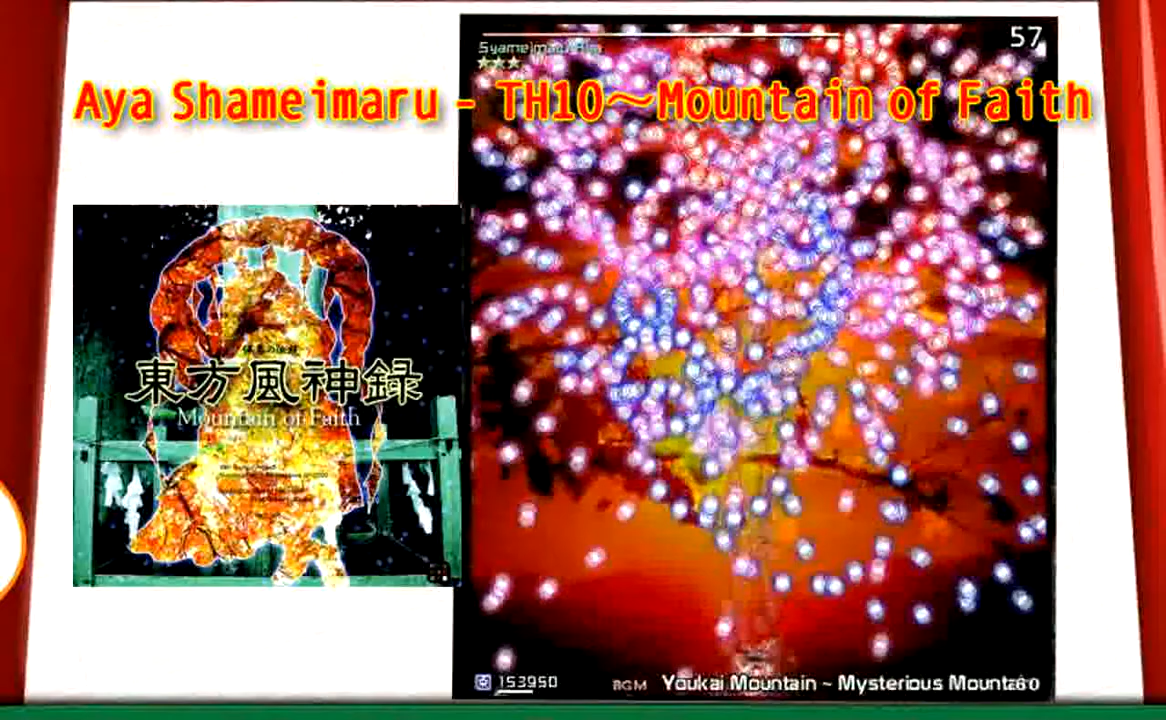 57
Syameimaru Aya
Aya Shameimaru - TH10～Mountain of Faith
東方風神録
Mountain of Faith
153950
BGM Youkai Mountain ~ Mysterious Mounta